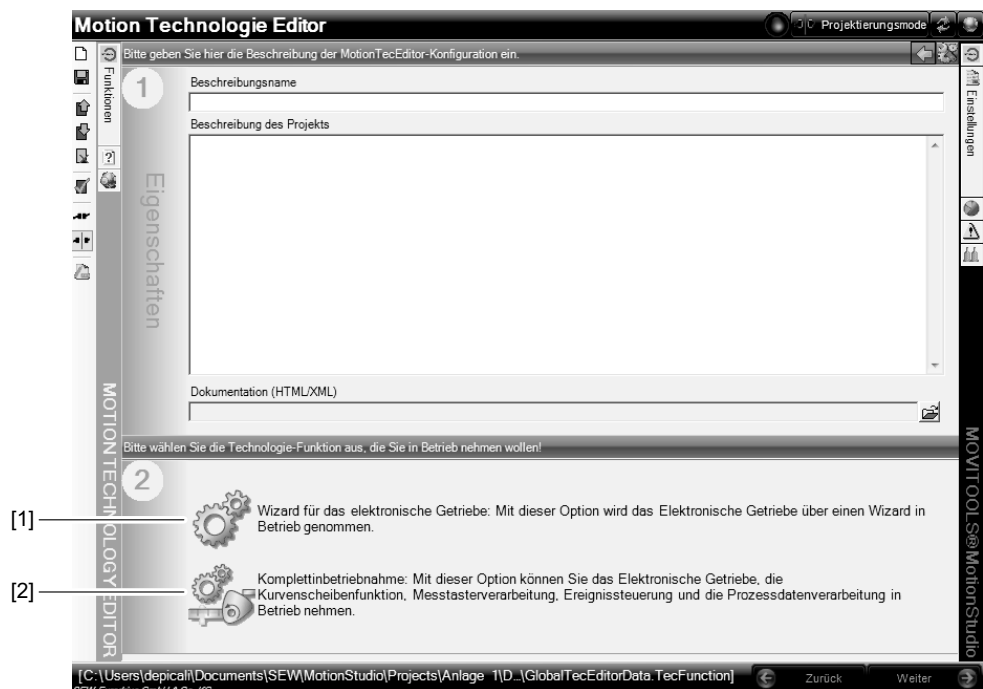 Motion Technologie Editor
Projektierungsmode
Bitte geben Sie hier die Beschreibung der MotionTecEditor-Konfiguration ein.
Funktionen
Einstellungen
1
Eigenschaften
Beschreibungsname
Beschreibung des Projekts
Dokumentation (HTML/XML)
Bitte wählen Sie die Technologie-Funktion aus, die Sie in Betrieb nehmen wollen!
2
[1]
Wizard für das elektronische Getriebe: Mit dieser Option wird das Elektronische Getriebe über einen Wizard in
Betrieb genommen.
[2]
Komplettinbetriebnahme: Mit dieser Option können Sie das Elektronische Getriebe, die
Kurvenscheibenfunktion, Messtasterverarbeitung, Ereignissteuerung und die Prozessdatenverarbeitung in
Betrieb nehmen.
MOTION TECHNOLOGY EDITOR
MOVITOOLS®MotionStudio
[C:\Users\depicali\Documents\SEW\MotionStudio\Projects\Anlage 1\D...\GlobalTecEditorData.TecFunction]
Zurück
Weiter